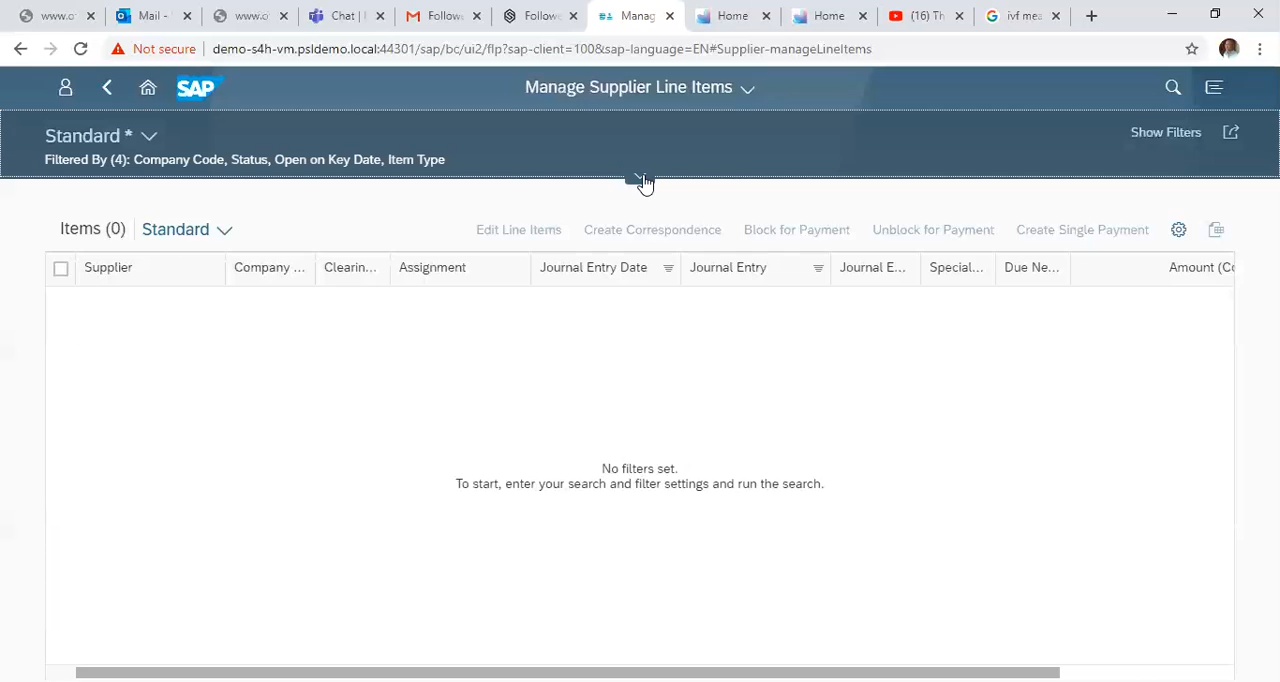 www.o
Mail -
www.o
Chat |
Follow
Follow
Manag
Home
Home
(16) Th
ivf mea
Not secure
demo-s4h-vm.psldemo.local:44301/sap/bc/ui2/flp?sap-client=100&sap-language=EN#Supplier-manageLineItems
SAP
Manage Supplier Line Items
Standard *
Show Filters
Filtered By (4): Company Code, Status, Open on Key Date, Item Type
Items (0) Standard
Edit Line Items Create Correspondence Block for Payment Unblock for Payment Create Single Payment
Supplier Company ... Clearin... Assignment Journal Entry Date Journal Entry Journal E... Special... Due Ne... Amount (Co
No filters set.
To start, enter your search and filter settings and run the search.